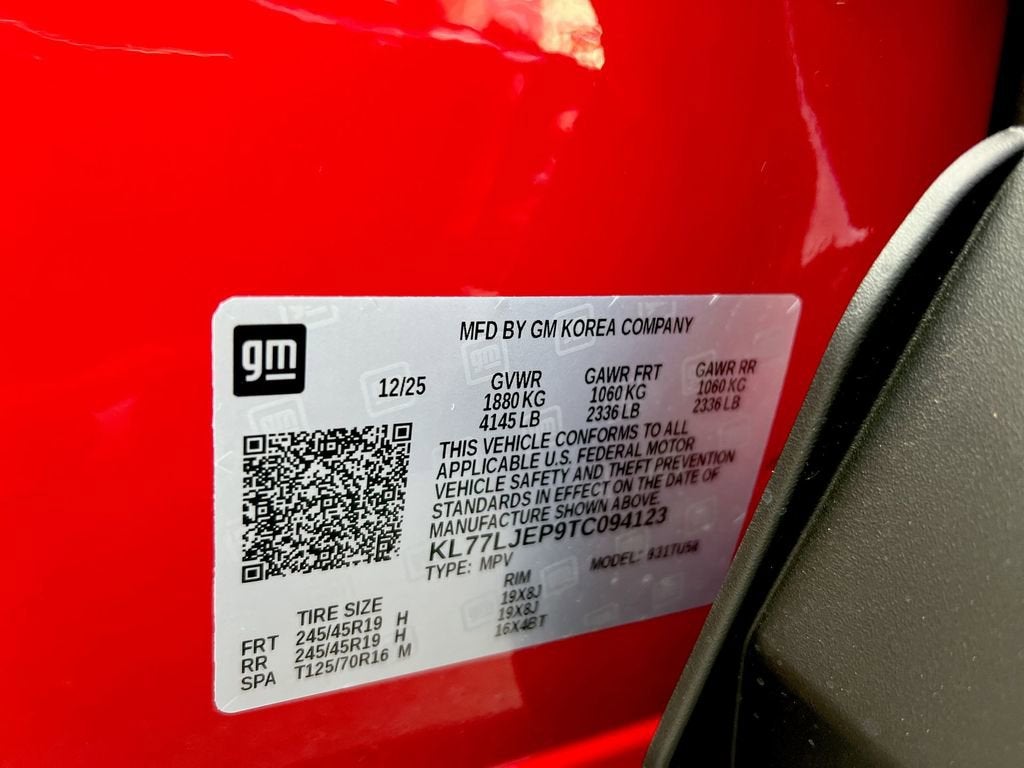 gm
MFD BY GM KOREA COMPANY
12/25
GVWR
1880 KG
4145 LB
GAWR FRT
1060 KG
2336 LB
GAWR RR
1060 KG
2336 LB
THIS VEHICLE CONFORMS TO ALL
APPLICABLE U.S. FEDERAL MOTOR
VEHICLE SAFETY AND THEFT PREVENTION
STANDARDS IN EFFECT ON THE DATE OF
MANUFACTURE SHOWN ABOVE.
KL77LJEP9TC094123
TYPE: MPV MODEL:
TIRE SIZE RIM
FRT 245/45R19 H 19X8J
RR 245/45R19 H 19X8J
SPA T125/70R16 M 16X4BT